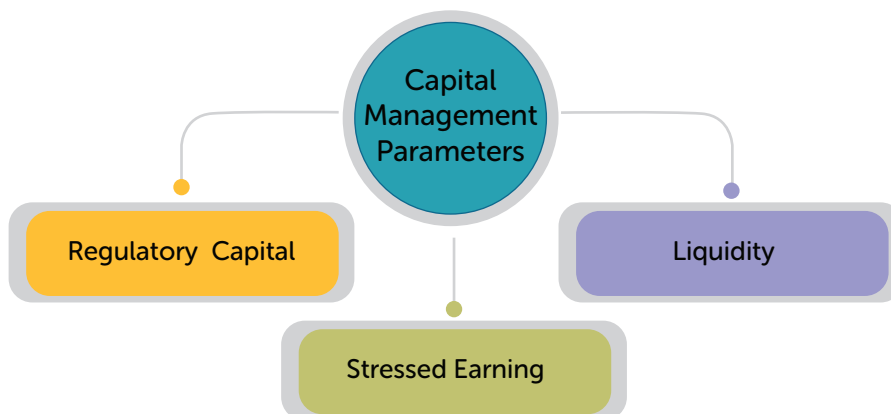 Capital
Management
Parameters
Regulatory  Capital
Liquidity
Stressed Earning